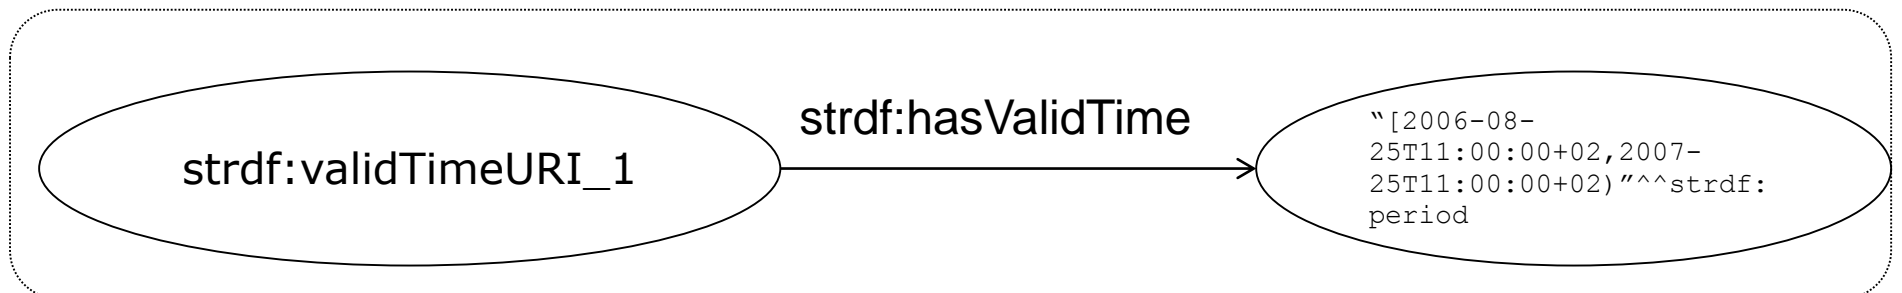 strdf:validTimeURI_1
strdf:hasValidTime
“[2006-08-
25T11:00:00+02,2007-
25T11:00:00+02)”^^strdf:
period